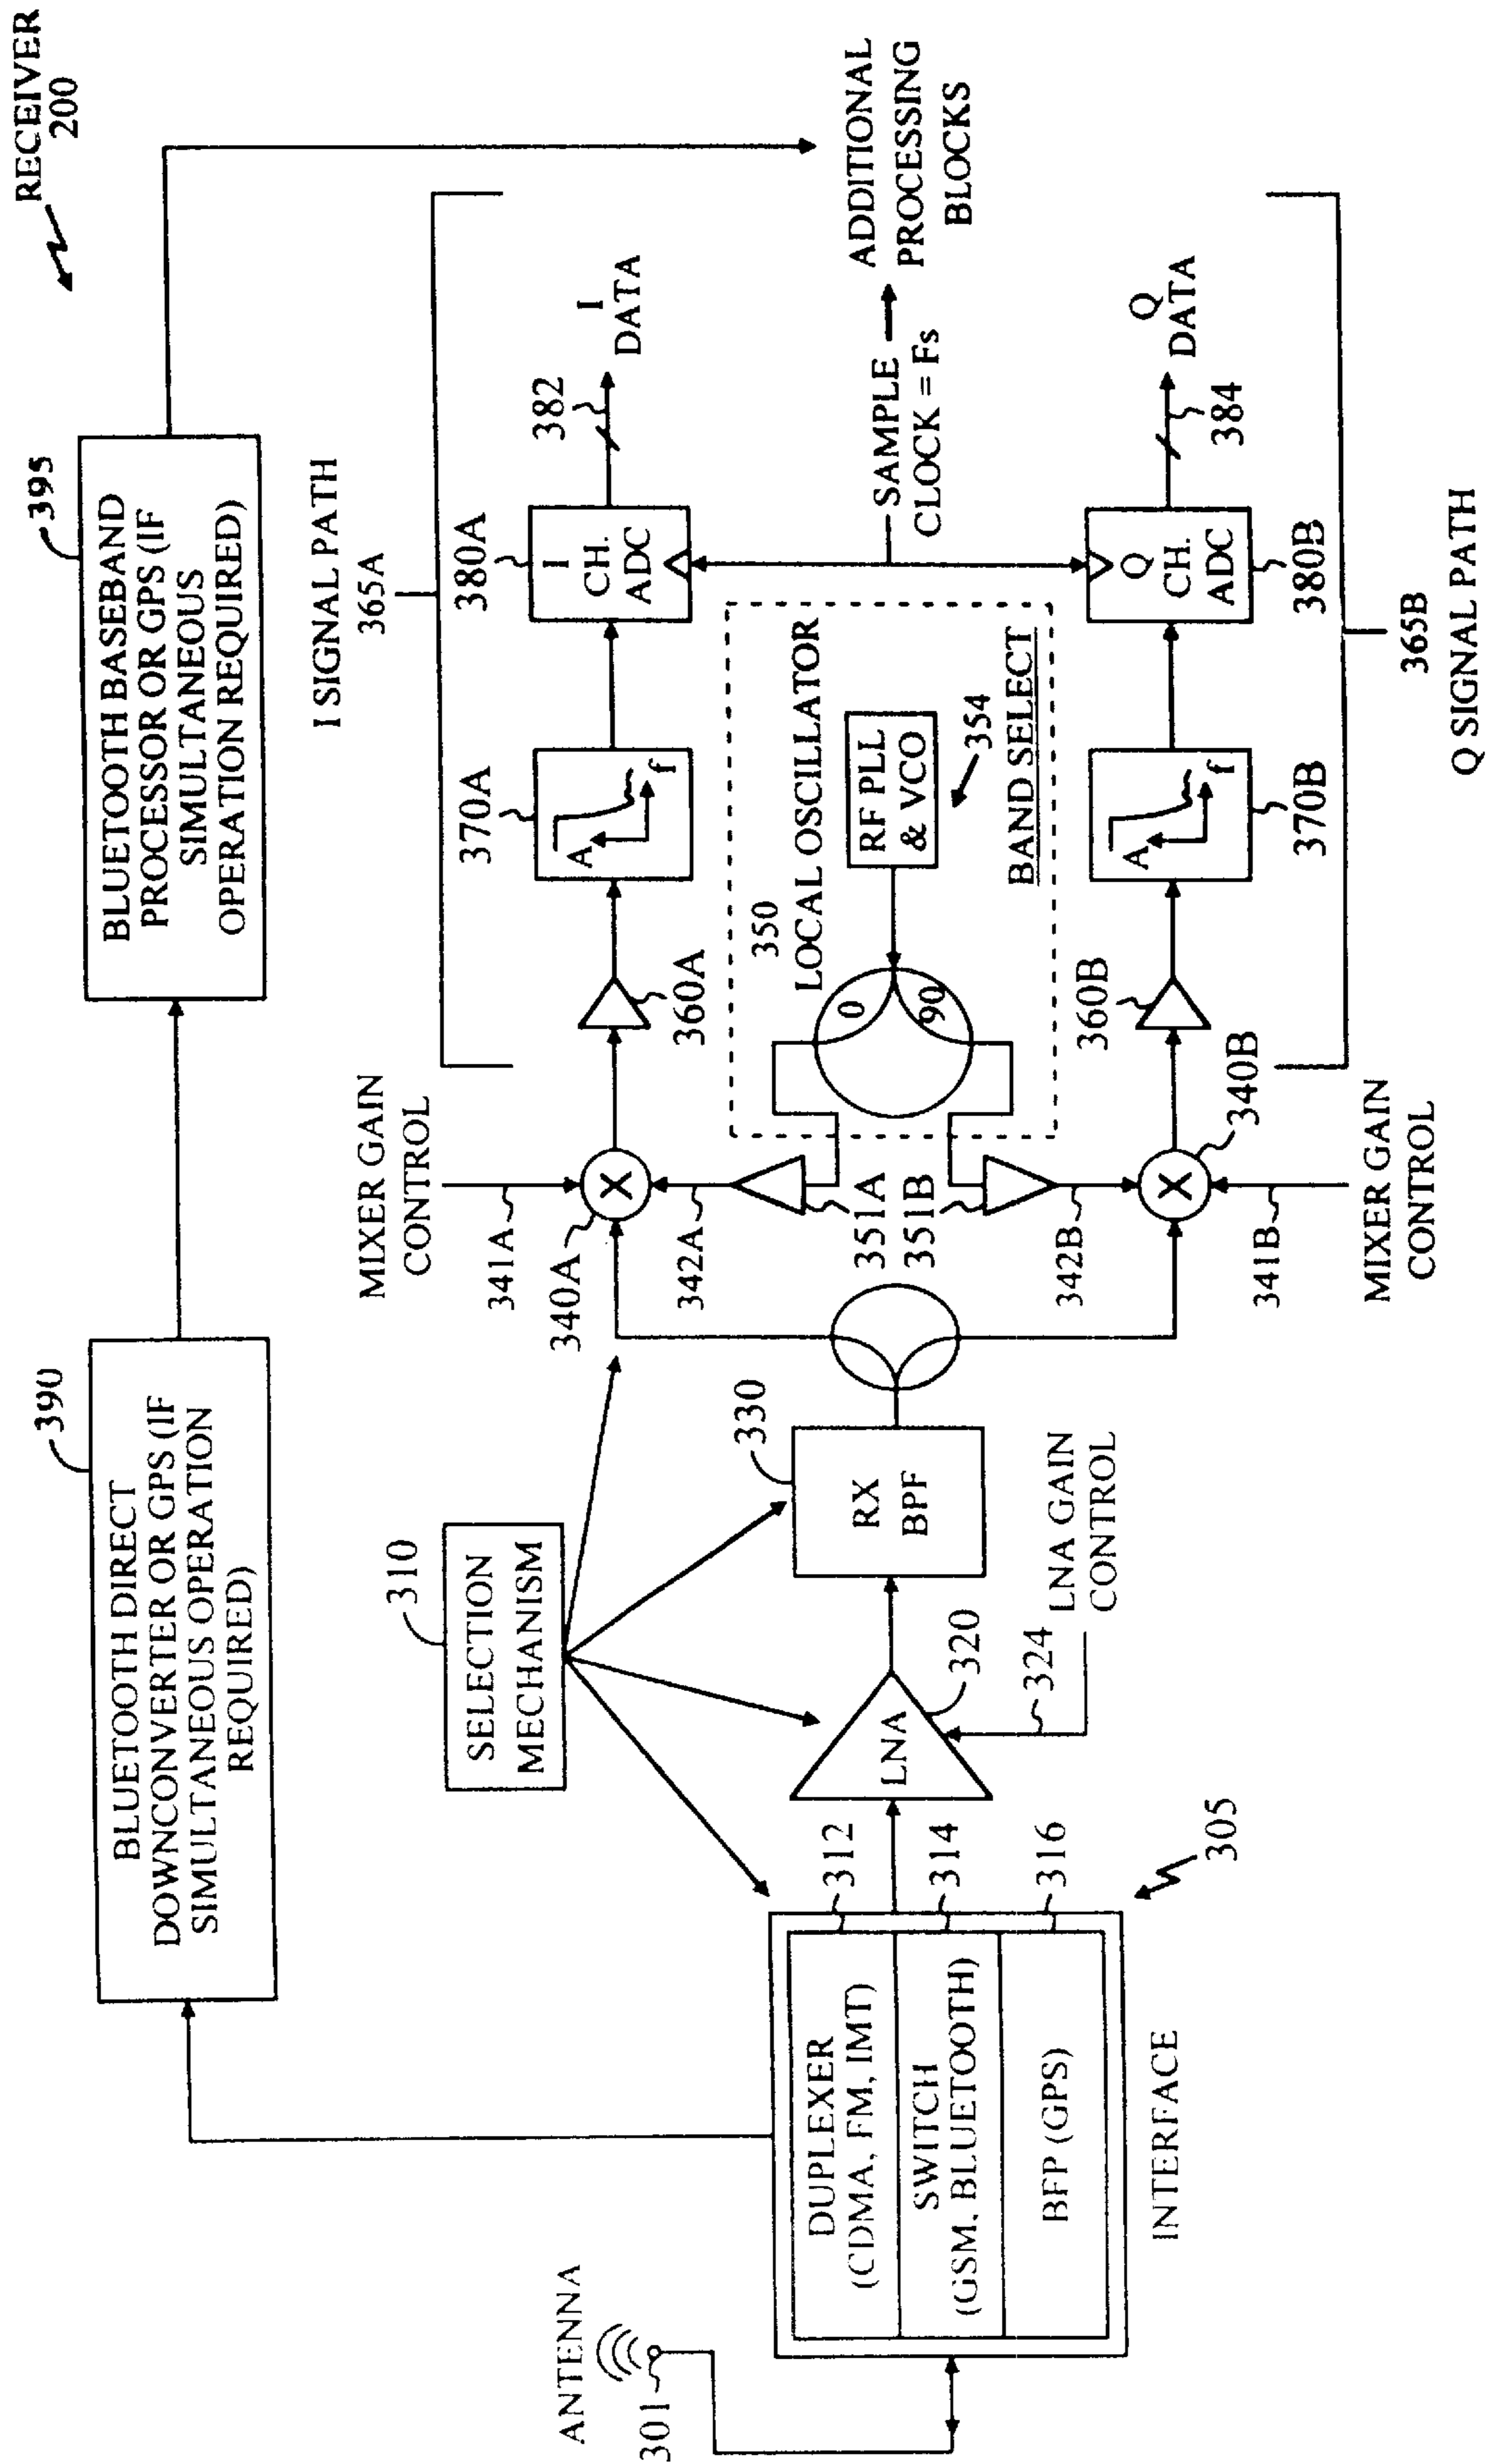 RECEIVER
200
390
BLUETOOTH DIRECT
DOWNCONVERTER OR GPS (IF
SIMULTANEOUS OPERATION
REQUIRED)
395
BLUETOOTH BASEBAND
PROCESSOR OR GPS (IF
SIMULTANEOUS
OPERATION REQUIRED)
I SIGNAL PATH
365A
MIXER GAIN
CONTROL
341A
340A
342A
360A
370A
A
f
380A
I
CH.
ADC
382
I
DATA
310
SELECTION
MECHANISM
ANTENNA
301
DUPLEXER
(CDMA, FM, IMT)
312
SWITCH
(GSM, BLUETOOTH)
314
BFP (GPS)
316
INTERFACE
305
LNA
320
324
LNA GAIN
CONTROL
330
RX
BPF
351A
351B
350
LOCAL OSCILLATOR
0
90
RF PLL
& VCO
354
BAND SELECT
SAMPLE
CLOCK = Fs
ADDITIONAL
PROCESSING
BLOCKS
342B
341B
MIXER GAIN
CONTROL
X
X
340B
360B
370B
A
f
380B
Q
CH.
ADC
384
Q
DATA
365B
Q SIGNAL PATH